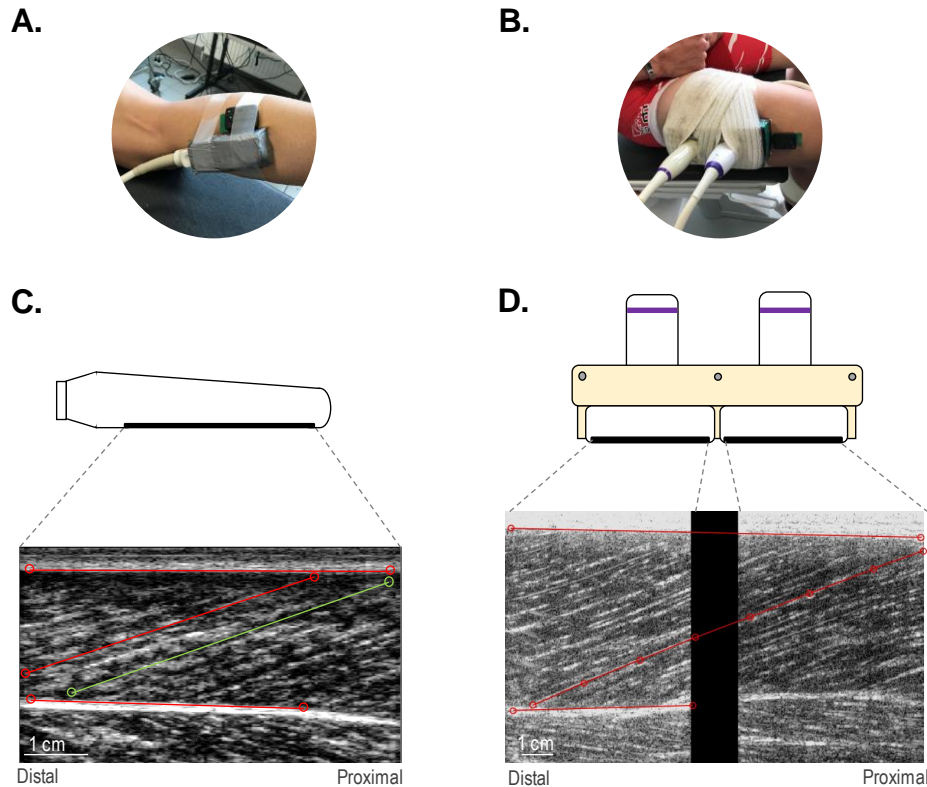 A.
B.
C.
D.
1 cm
Distal
Proximal
1 cm
Distal
Proximal